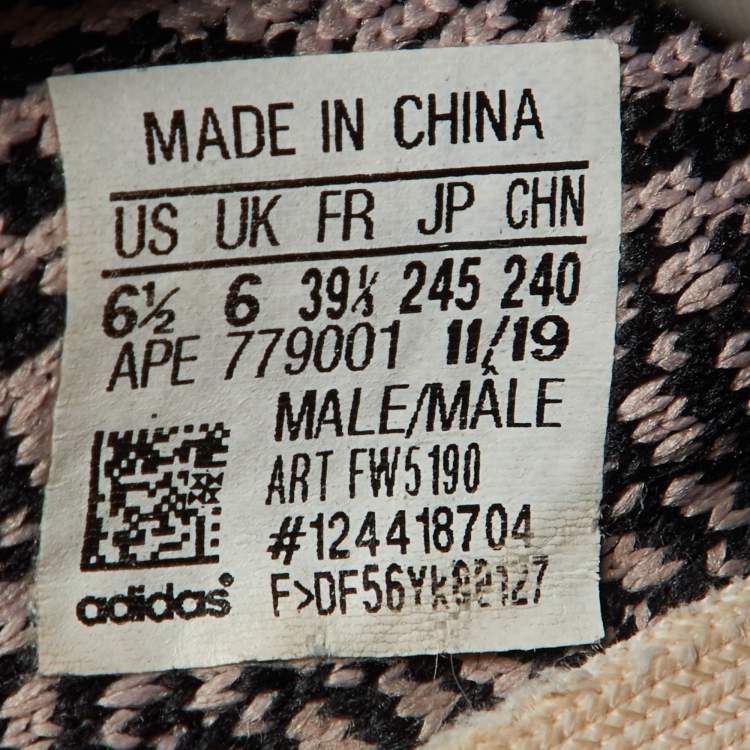 MADE IN CHINA
US UK FR JP CHN
6½ 6 39⅓ 245 240
APE 779001 11/19
MALE/MÂLE
ART FW5190
#124418704
adidas®